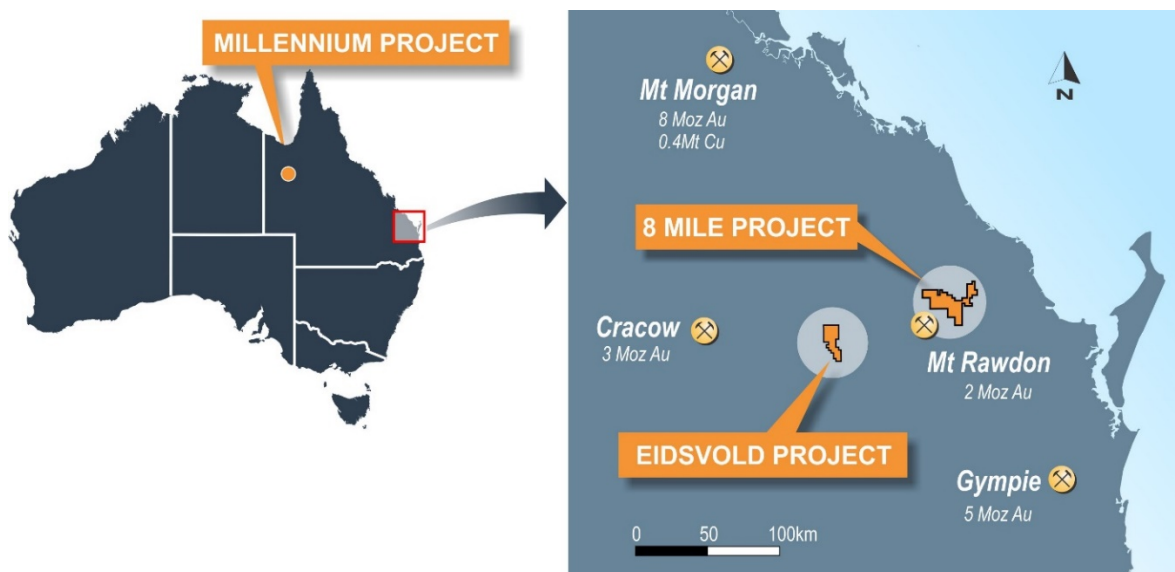 MILLENNIUM PROJECT
Mt Morgan
8 Moz Au
0.4Mt Cu
N
8 MILE PROJECT
Cracow
3 Moz Au
Mt Rawdon
2 Moz Au
EIDSVOLD PROJECT
Gympie
5 Moz Au
0 50 100km